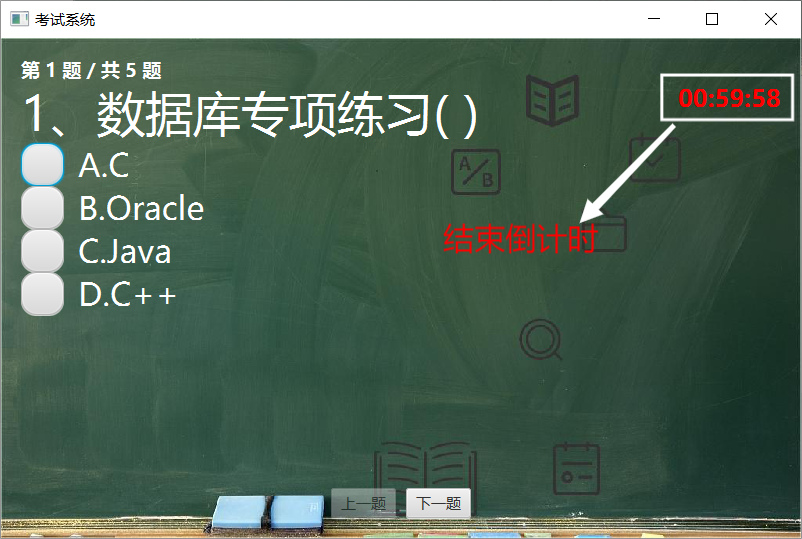 考试系统
第 1 题 / 共 5 题
00:59:58
1、数据库专项练习( )
A.C
B.Oracle
C.Java
D.C++
结束倒计时
A
B
上一题
下一题